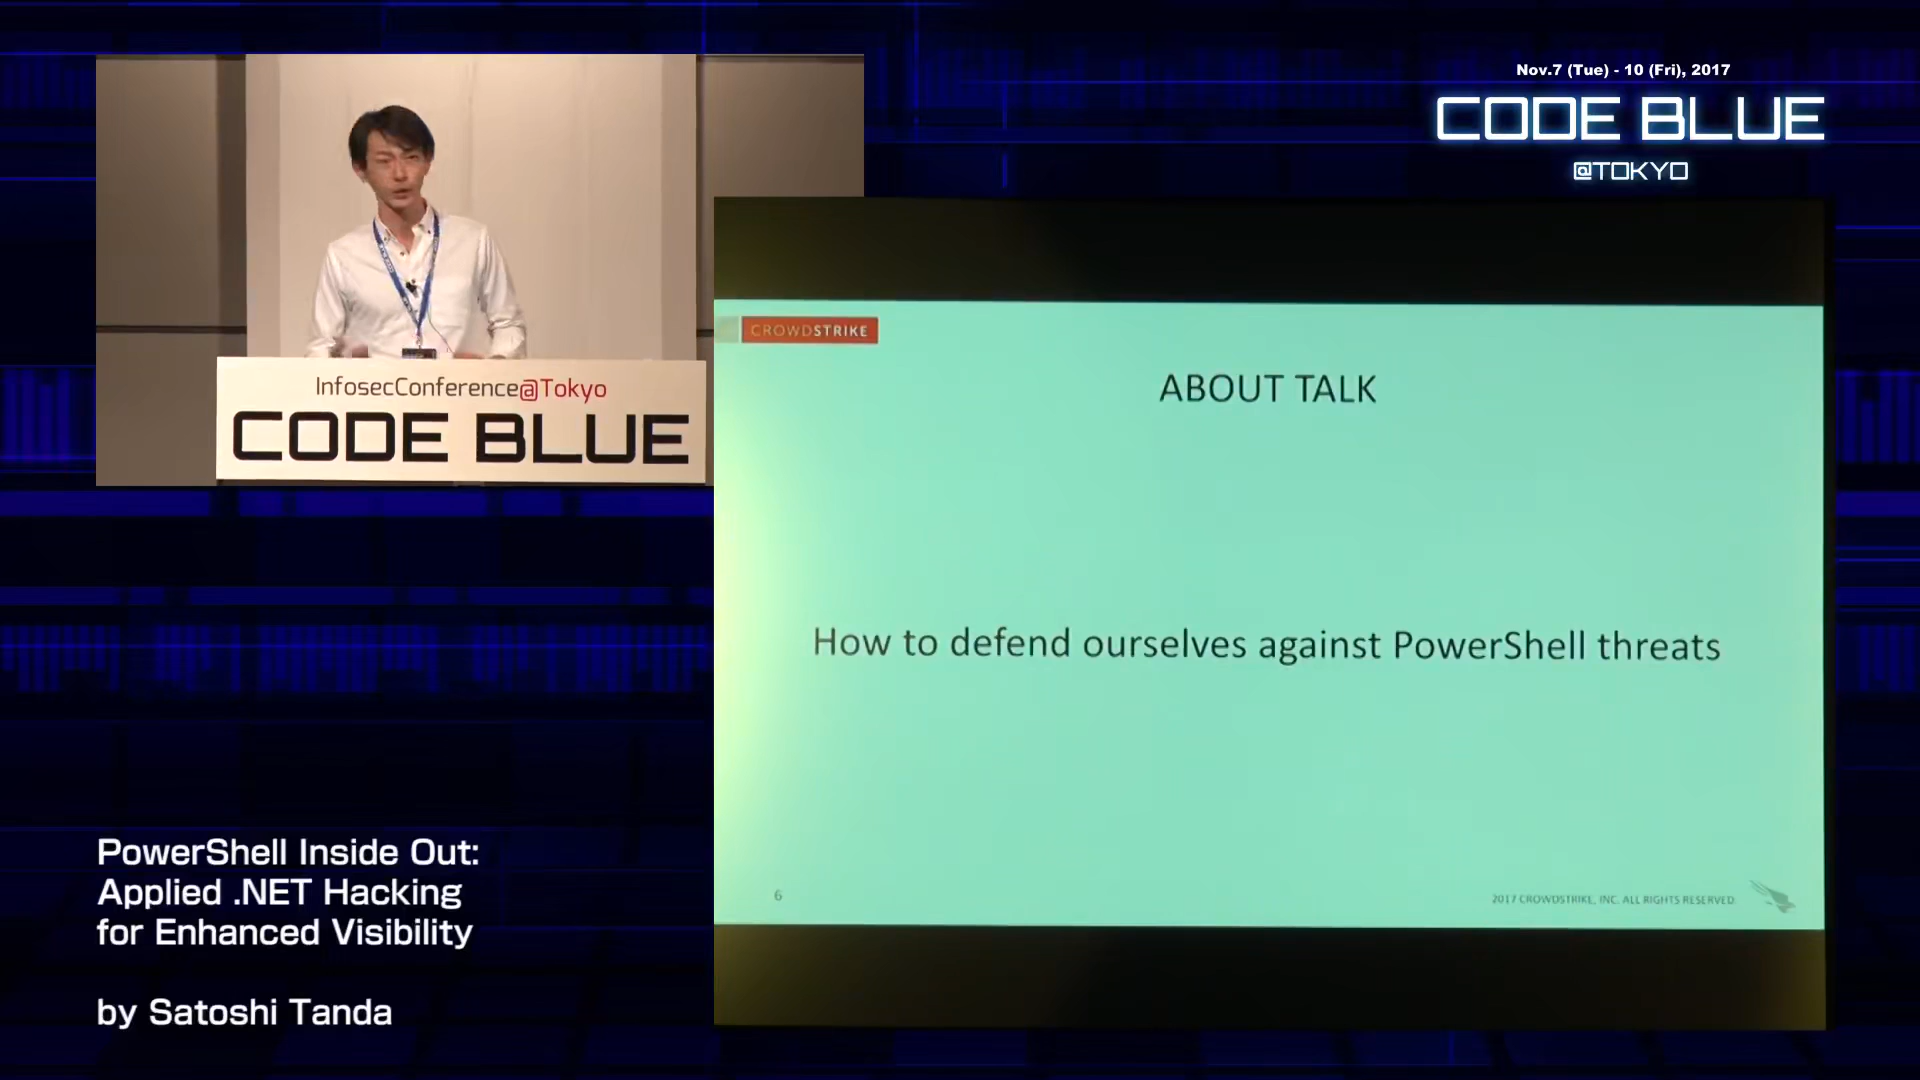 Nov.7 (Tue) - 10 (Fri), 2017
CODE BLUE
@TOKYO
InfosecConference@Tokyo
CODE BLUE
CROWDSTRIKE
ABOUT TALK
How to defend ourselves against PowerShell threats
6
2017 CROWDSTRIKE, INC. ALL RIGHTS RESERVED.
PowerShell Inside Out:
Applied .NET Hacking
for Enhanced Visibility
by Satoshi Tanda